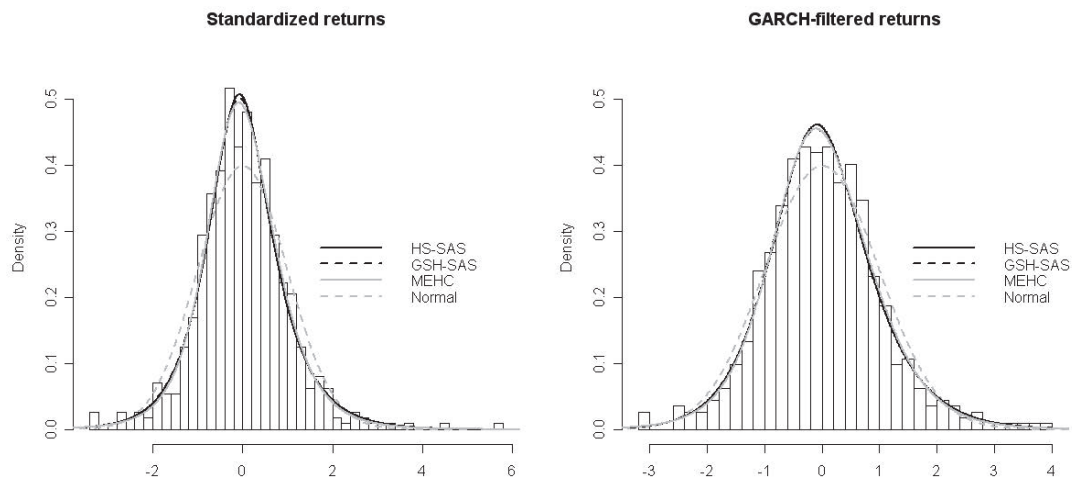 Standardized returns
Density
0.0
0.1
0.2
0.3
0.4
0.5
-2
0
2
4
6
HS-SAS
GSH-SAS
MEHC
Normal
GARCH-filtered returns
Density
0.0
0.1
0.2
0.3
0.4
0.5
-3
-2
-1
0
1
2
3
4
HS-SAS
GSH-SAS
MEHC
Normal